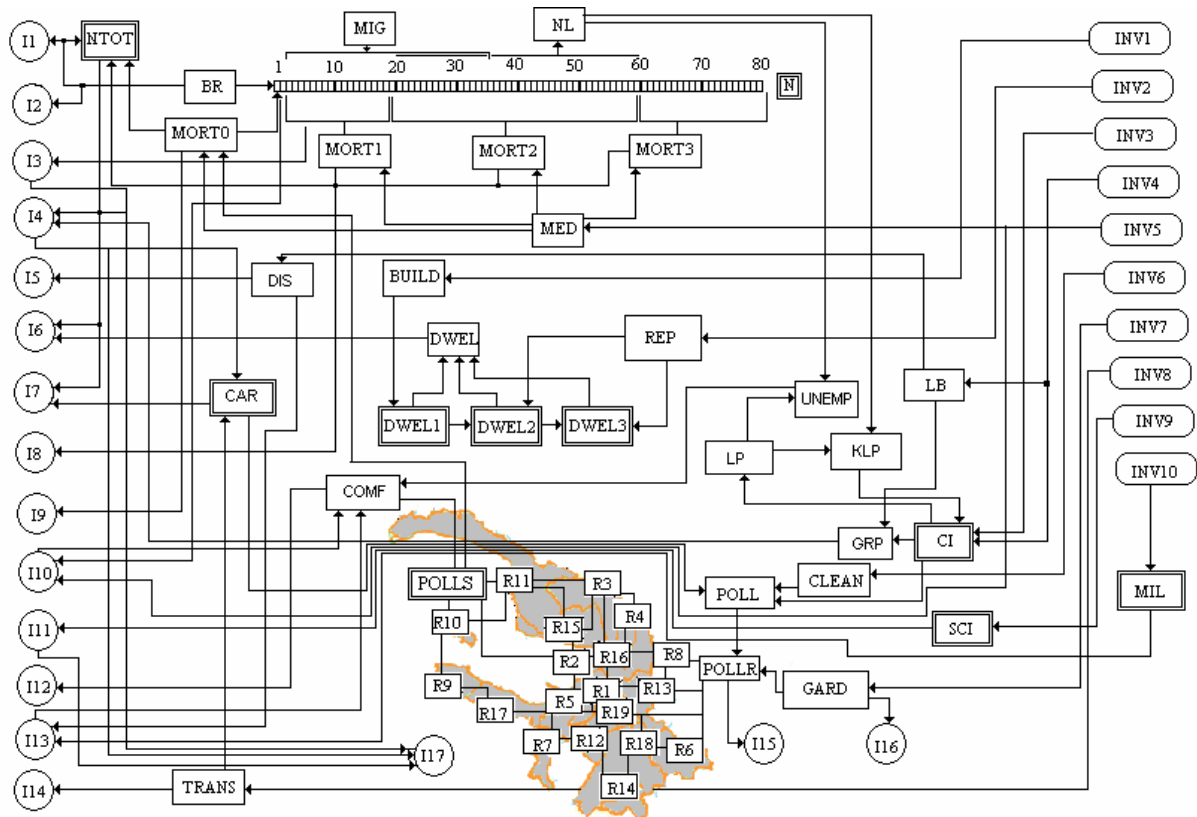 I1
NTOT
MIG
NL
INV1
1 10 20 30 40 50 60 70 80
BR
N
INV2
I2
MORT0
INV3
I3
MORT1
MORT2
MORT3
INV4
I4
MED
INV5
I5
DIS
BUILD
INV6
I6
DWEL
REP
INV7
I7
CAR
UNEMP
LB
INV8
DWEL1
DWEL2
DWEL3
INV9
I8
LP
KLP
INV10
COMF
I9
GRP
CI
I10
POLLS
R11
R3
POLL
CLEAN
MIL
R10
R15
R4
SCI
I11
R2
R16
R8
POLLR
I12
R9
R5
R1
R13
GARD
R17
R19
I13
I17
R7
R12
R18
R6
I15
I16
I14
TRANS
R14